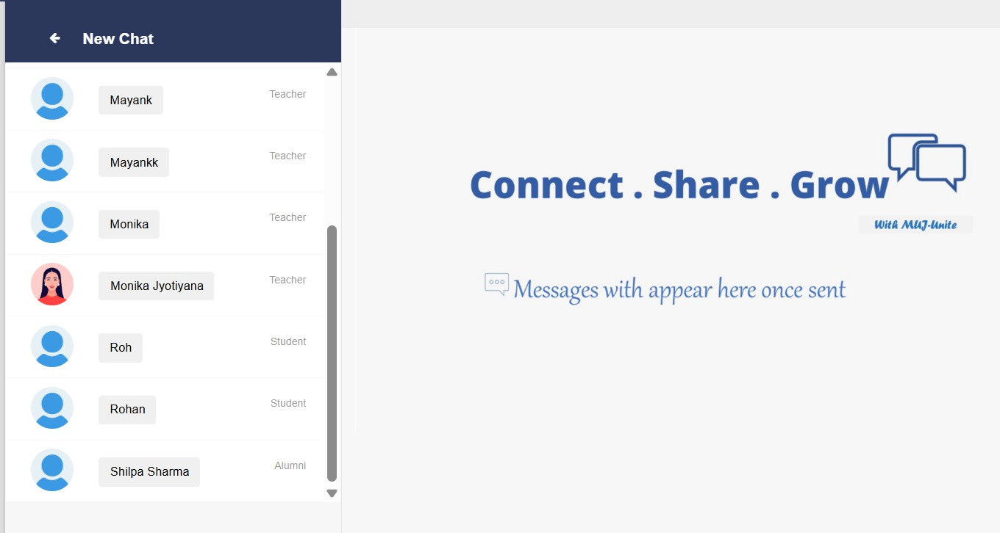 New Chat
Mayank
Teacher
Mayankk
Teacher
Monika
Teacher
Monika Jyotiyana
Teacher
Roh
Student
Rohan
Student
Shilpa Sharma
Alumni
Connect . Share . Grow
With MUJ-Unite
Messages with appear here once sent